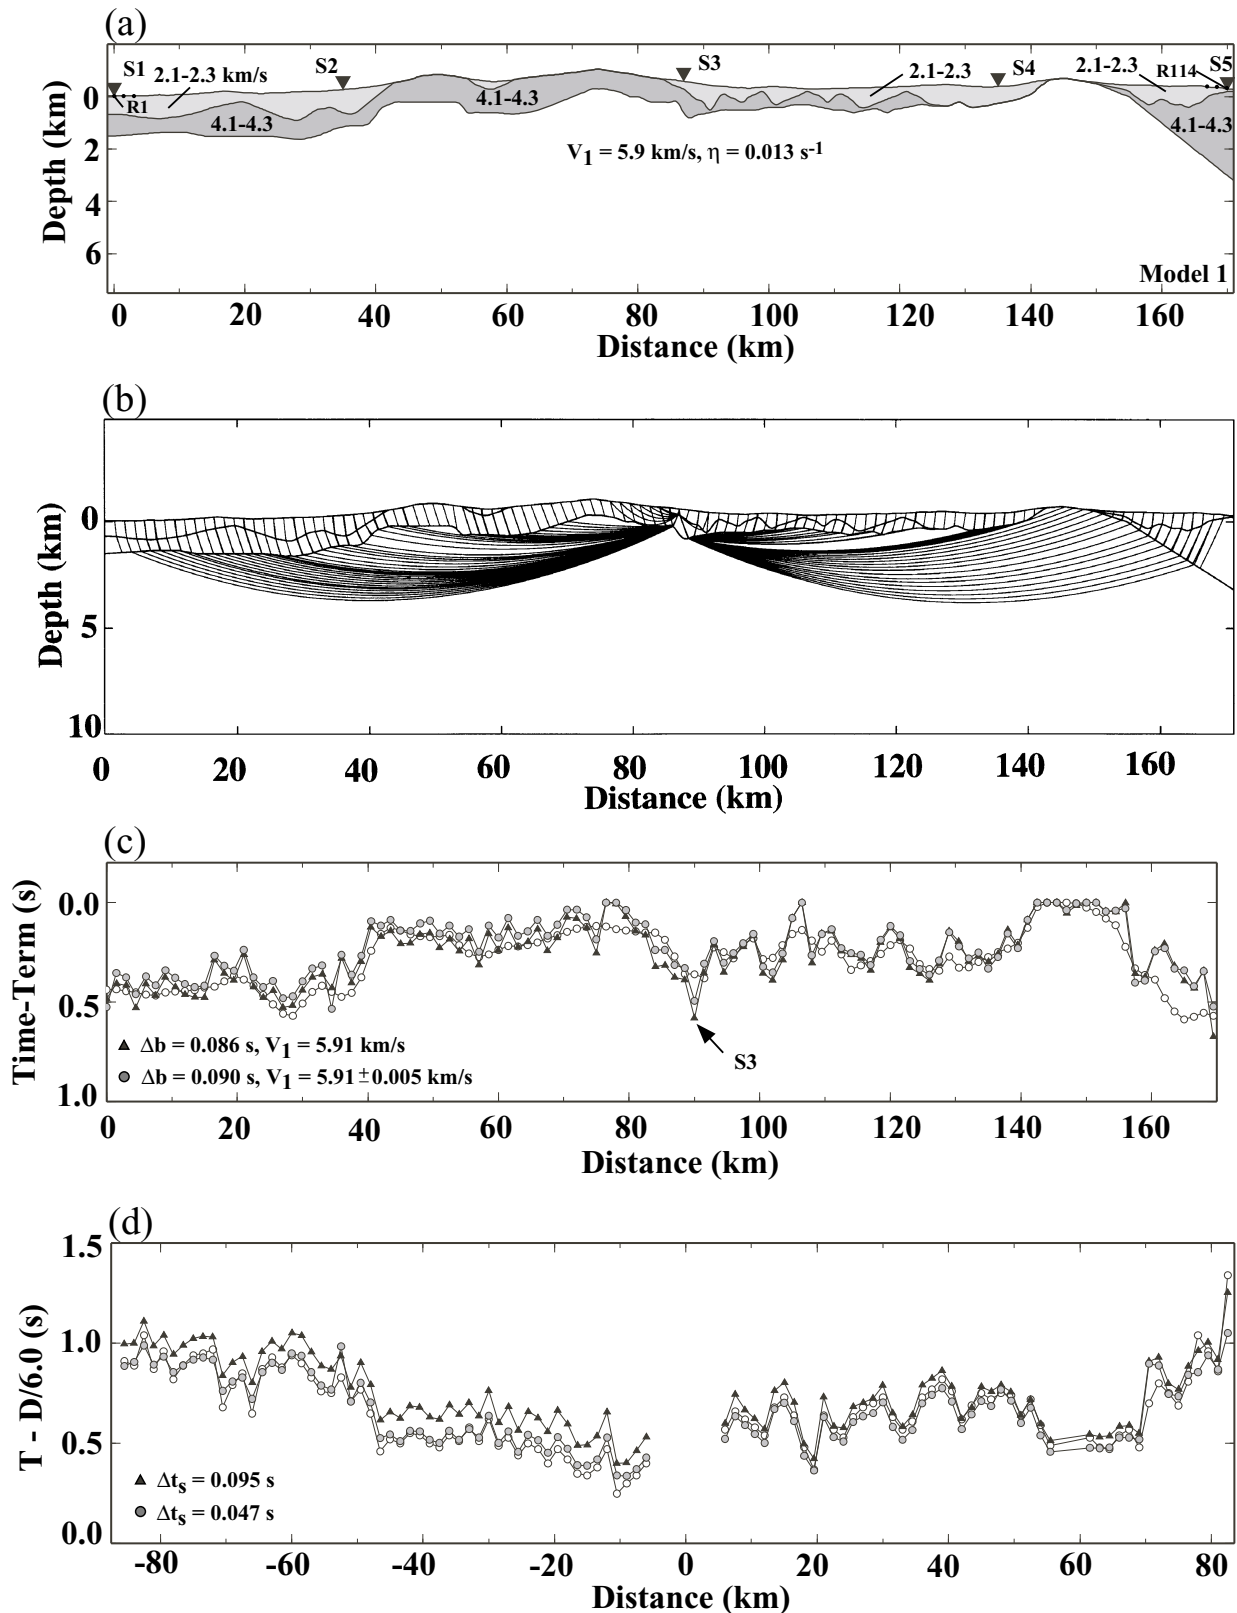 (a)
S1
S2
S3
S4
S5
2.1-2.3 km/s
2.1-2.3
2.1-2.3
R114
R1
4.1-4.3
4.1-4.3
4.1-4.3
V1 = 5.9 km/s, η = 0.013 s-1
Model 1
Depth (km)
0
2
4
6
0 20 40 60 80 100 120 140 160
Distance (km)
(b)
Depth (km)
0
5
10
0 20 40 60 80 100 120 140 160
Distance (km)
(c)
Time-Term (s)
0.0
0.5
1.0
Δb = 0.086 s, V1 = 5.91 km/s
Δb = 0.090 s, V1 = 5.91±0.005 km/s
S3
0 20 40 60 80 100 120 140 160
Distance (km)
(d)
T - D/6.0 (s)
1.5
1.0
0.5
0.0
Δts = 0.095 s
Δts = 0.047 s
-80 -60 -40 -20 0 20 40 60 80
Distance (km)